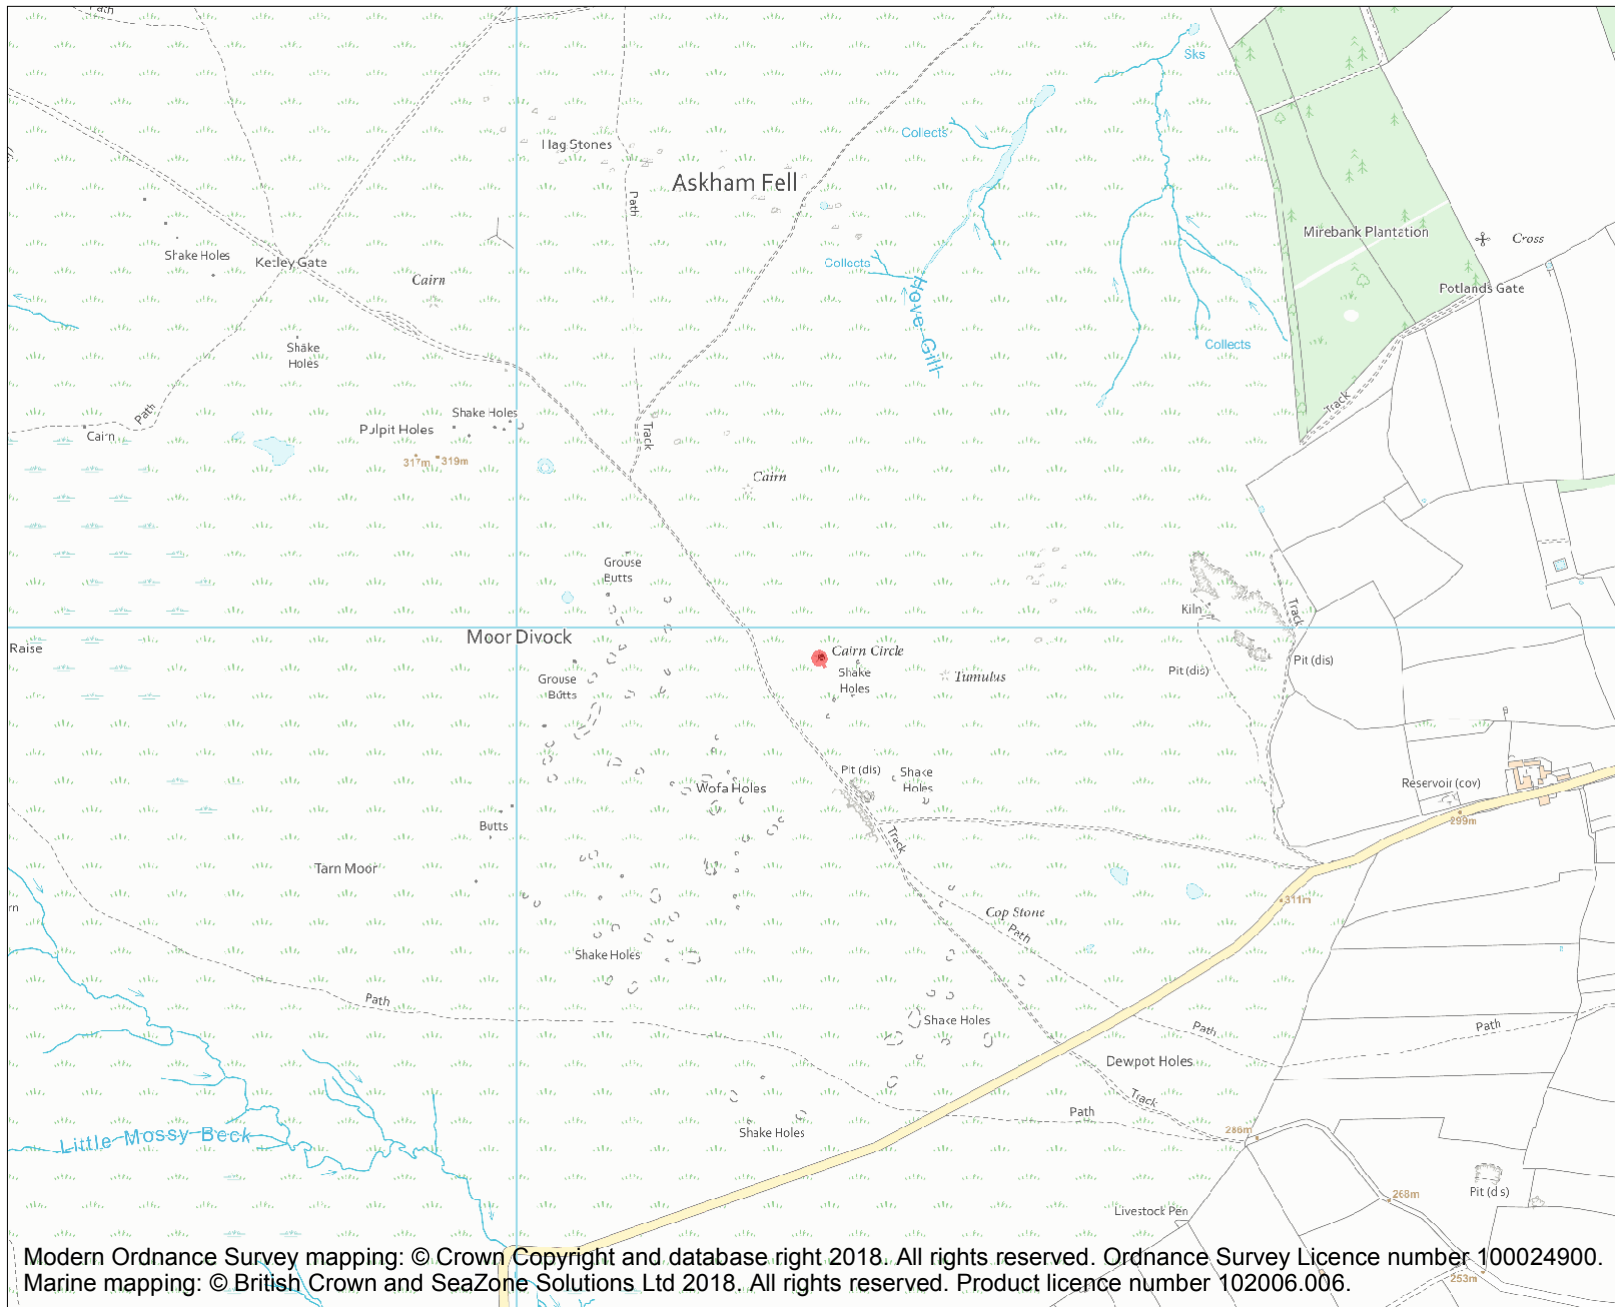 Path
Sks
Collects
Hag Stones
Askham Fell
Path
Mirebank Plantation
Cross
Shake Holes
Ketley Gate
Collects
Cairn
Potlands Gate
Hove Gill
Collects
Shake
Holes
Path
Track
Shake Holes
Pulpit Holes
Cairn
Track
317m
319m
Cairn
Grouse
Butts
Kiln
Track
Moor Divock
Raise
Cairn Circle
Pit (dis)
Shake
Holes
Pit (dis)
Tumulus
Grouse
Butts
Pit (dis)
Shake
Holes
Wofa Holes
Reservoir (cov)
299m
Butts
Track
Tarn Moor
311m
rn
Cop Stone
Path
Shake Holes
Path
Shake Holes
Path
Path
Dewpot Holes
Track
Path
Little Mossy Beck
Shake Holes
286m
268m
Pit (dis)
Livestock Pen
253m
Modern Ordnance Survey mapping: © Crown Copyright and database right 2018. All rights reserved. Ordnance Survey Licence number 100024900.
Marine mapping: © British Crown and SeaZone Solutions Ltd 2018. All rights reserved. Product licence number 102006.006.